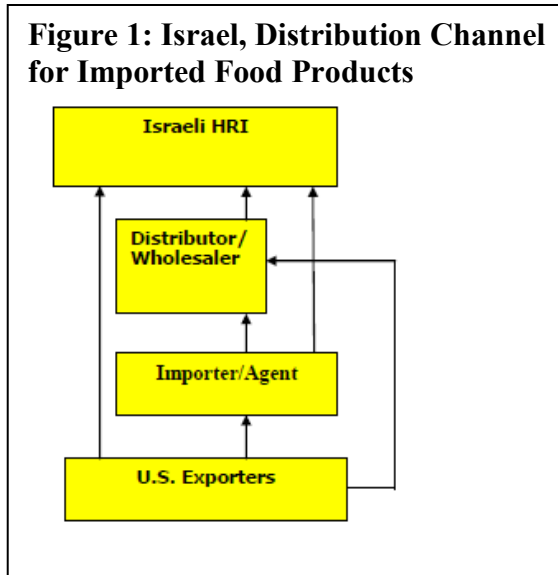 Figure 1: Israel, Distribution Channel
for Imported Food Products
Israeli HRI
Distributor/
Wholesaler
Importer/Agent
U.S. Exporters